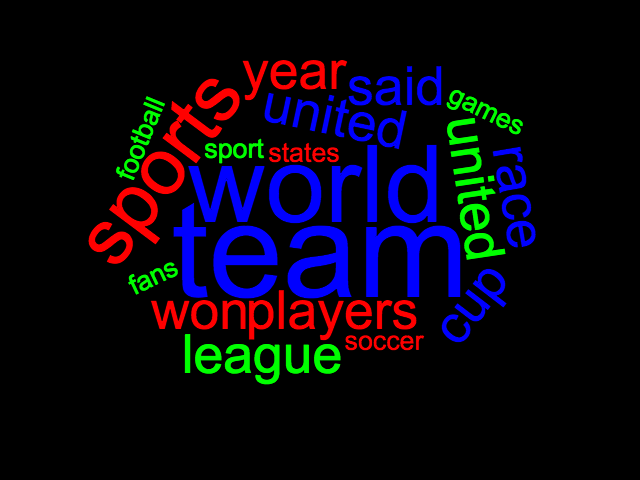 year
said
games
football
sports
united
sport
states
united
race
world
team
fans
cup
won
players
league
soccer